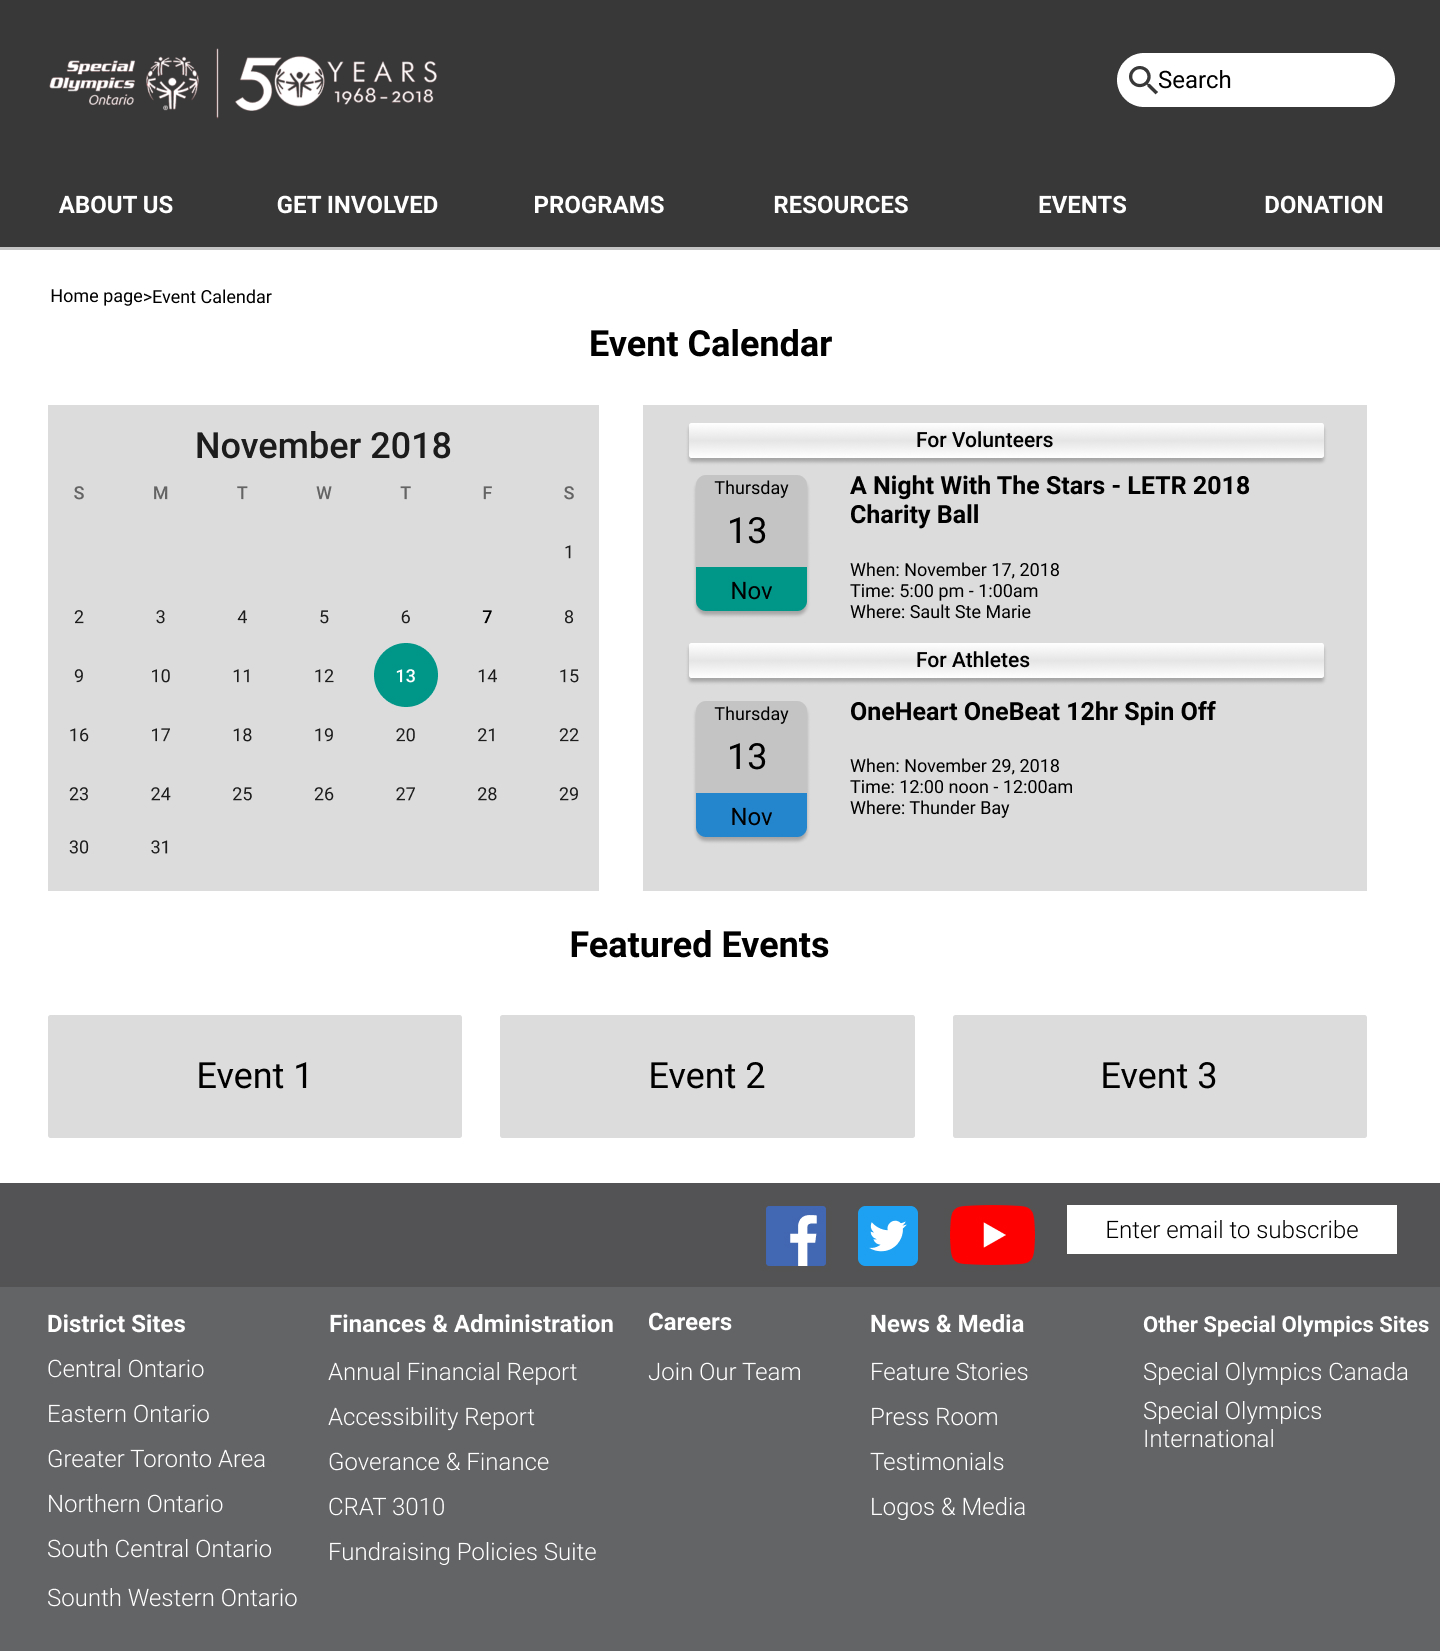 Special
Olympics
Ontario
50 YEARS
1968-2018
Search
ABOUT US GET INVOLVED PROGRAMS RESOURCES EVENTS DONATION
Home page>Event Calendar
Event Calendar
November 2018
S M T W T F S
1
2 3 4 5 6 7 8
9 10 11 12 13 14 15
16 17 18 19 20 21 22
23 24 25 26 27 28 29
30 31
For Volunteers
Thursday
13
Nov
A Night With The Stars - LETR 2018
Charity Ball
When: November 17, 2018
Time: 5:00 pm - 1:00am
Where: Sault Ste Marie
For Athletes
Thursday
13
Nov
OneHeart OneBeat 12hr Spin Off
When: November 29, 2018
Time: 12:00 noon - 12:00am
Where: Thunder Bay
Featured Events
Event 1
Event 2
Event 3
Enter email to subscribe
District Sites
Central Ontario
Eastern Ontario
Greater Toronto Area
Northern Ontario
South Central Ontario
Sounth Western Ontario
Finances & Administration
Annual Financial Report
Accessibility Report
Goverance & Finance
CRAT 3010
Fundraising Policies Suite
Careers
Join Our Team
News & Media
Feature Stories
Press Room
Testimonials
Logos & Media
Other Special Olympics Sites
Special Olympics Canada
Special Olympics
International